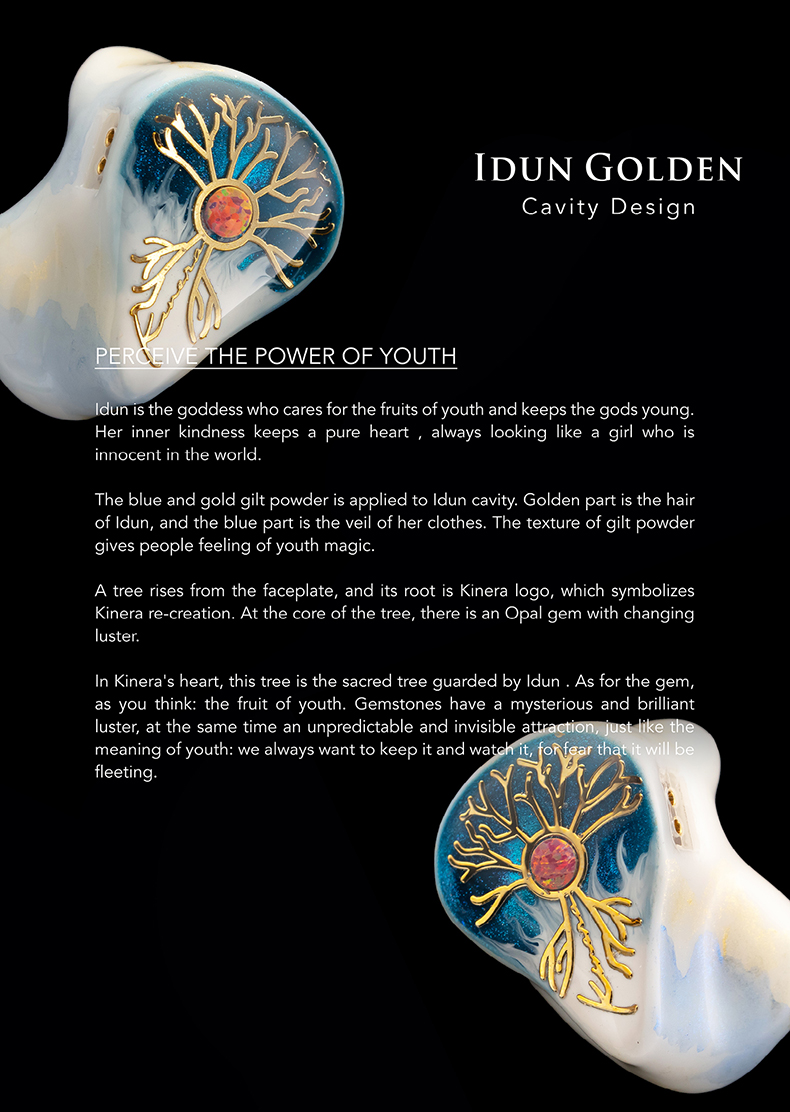 IDUN GOLDEN
Cavity Design
PERCEIVE THE POWER OF YOUTH
Idun is the goddess who cares for the fruits of youth and keeps the gods young.
Her inner kindness keeps a pure heart , always looking like a girl who is
innocent in the world.
The blue and gold gilt powder is applied to Idun cavity. Golden part is the hair
of Idun, and the blue part is the veil of her clothes. The texture of gilt powder
gives people feeling of youth magic.
A tree rises from the faceplate, and its root is Kinera logo, which symbolizes
Kinera re-creation. At the core of the tree, there is an Opal gem with changing
luster.
In Kinera's heart, this tree is the sacred tree guarded by Idun . As for the gem,
as you think: the fruit of youth. Gemstones have a mysterious and brilliant
luster, at the same time an unpredictable and invisible attraction, just like the
meaning of youth: we always want to keep it and watch it, for fear that it will be
fleeting.
Kinera
Kinera